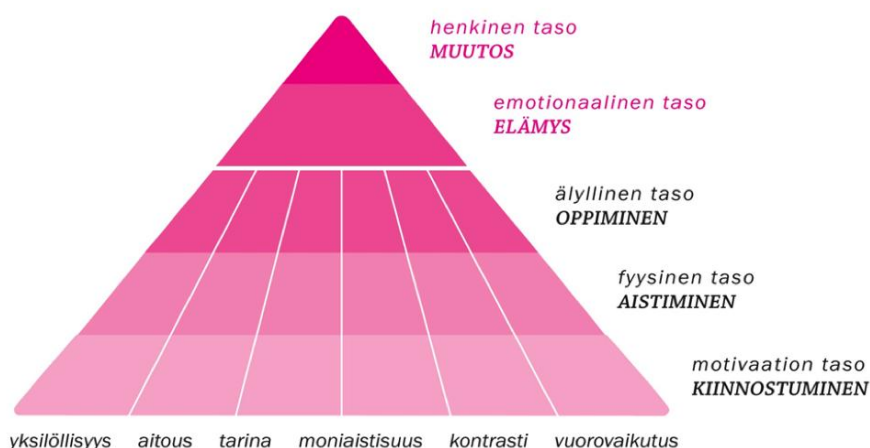 henkinen taso
MUUTOS
emotionaalinen taso
ELÄMYS
älyllinen taso
OPPIMINEN
fyysinen taso
AISTIMINEN
motivaation taso
KIINNOSTUMINEN
yksilöllisyys aitous tarina moniaistisuus kontrasti vuorovaikutus